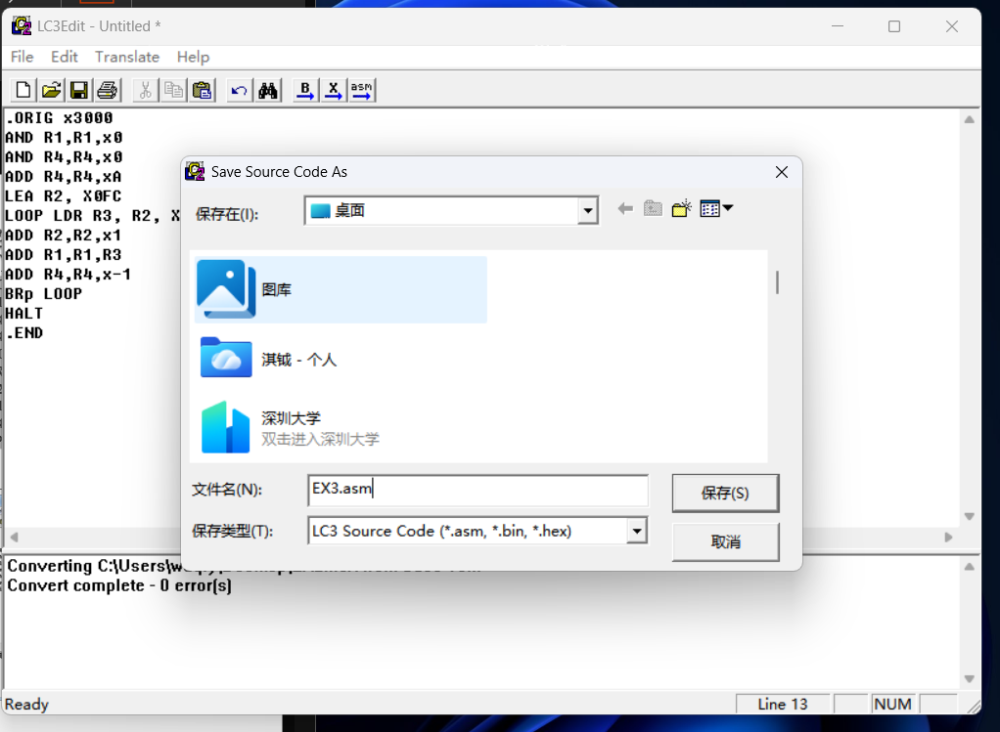 LC3Edit - Untitled *
File Edit Translate Help
B X asm
.ORIG x3000
AND R1,R1,x0
AND R4,R4,x0
ADD R4,R4,xA
LEA R2, X0FC
LOOP LDR R3, R2, X
ADD R2,R2,x1
ADD R1,R1,R3
ADD R4,R4,x-1
BRp LOOP
HALT
.END
Save Source Code As
保存在(I):
桌面
图库
淇钺 - 个人
深圳大学
双击进入深圳大学
文件名(N):
EX3.asm
保存(S)
保存类型(T):
LC3 Source Code (*.asm, *.bin, *.hex)
取消
Converting C:\Users\w
Convert complete - 0 error(s)
Ready
Line 13
NUM